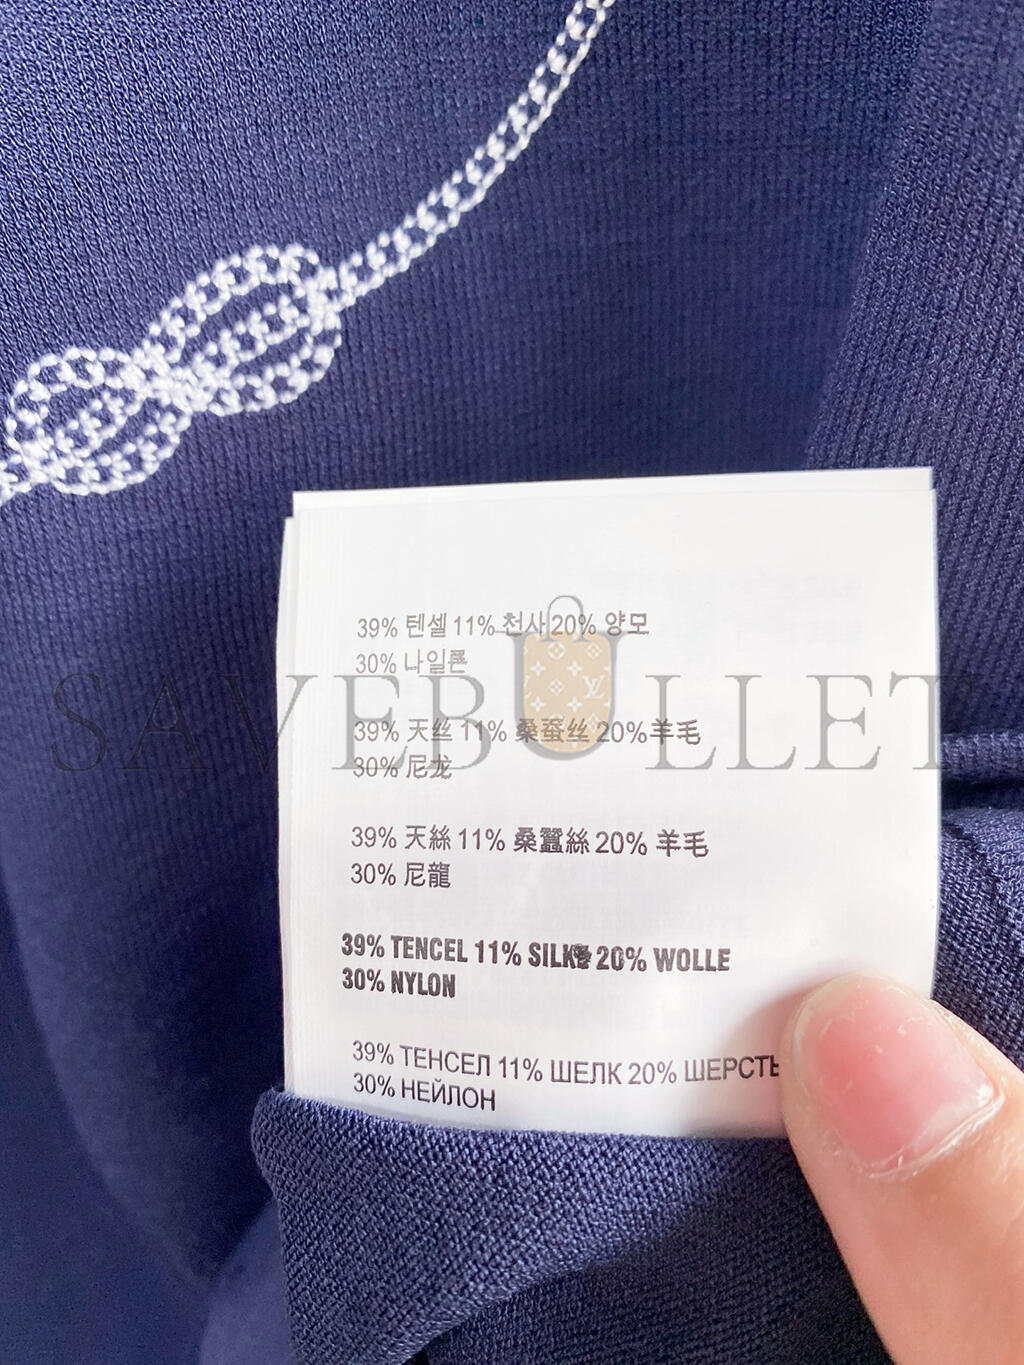 39% 텐셀 11% 천사 20% 양모
30% 나일론
SAVEBULLET
39% 天丝 11% 桑蚕丝 20%羊毛
30% 尼龙
39% 天絲 11% 桑蠶絲 20% 羊毛
30% 尼龍
39% TENCEL 11% SILK 20% WOLLE
30% NYLON
39% ТЕНСЕЛ 11% ШЕЛК 20% ШЕРСТЬ
30% НЕЙЛОН